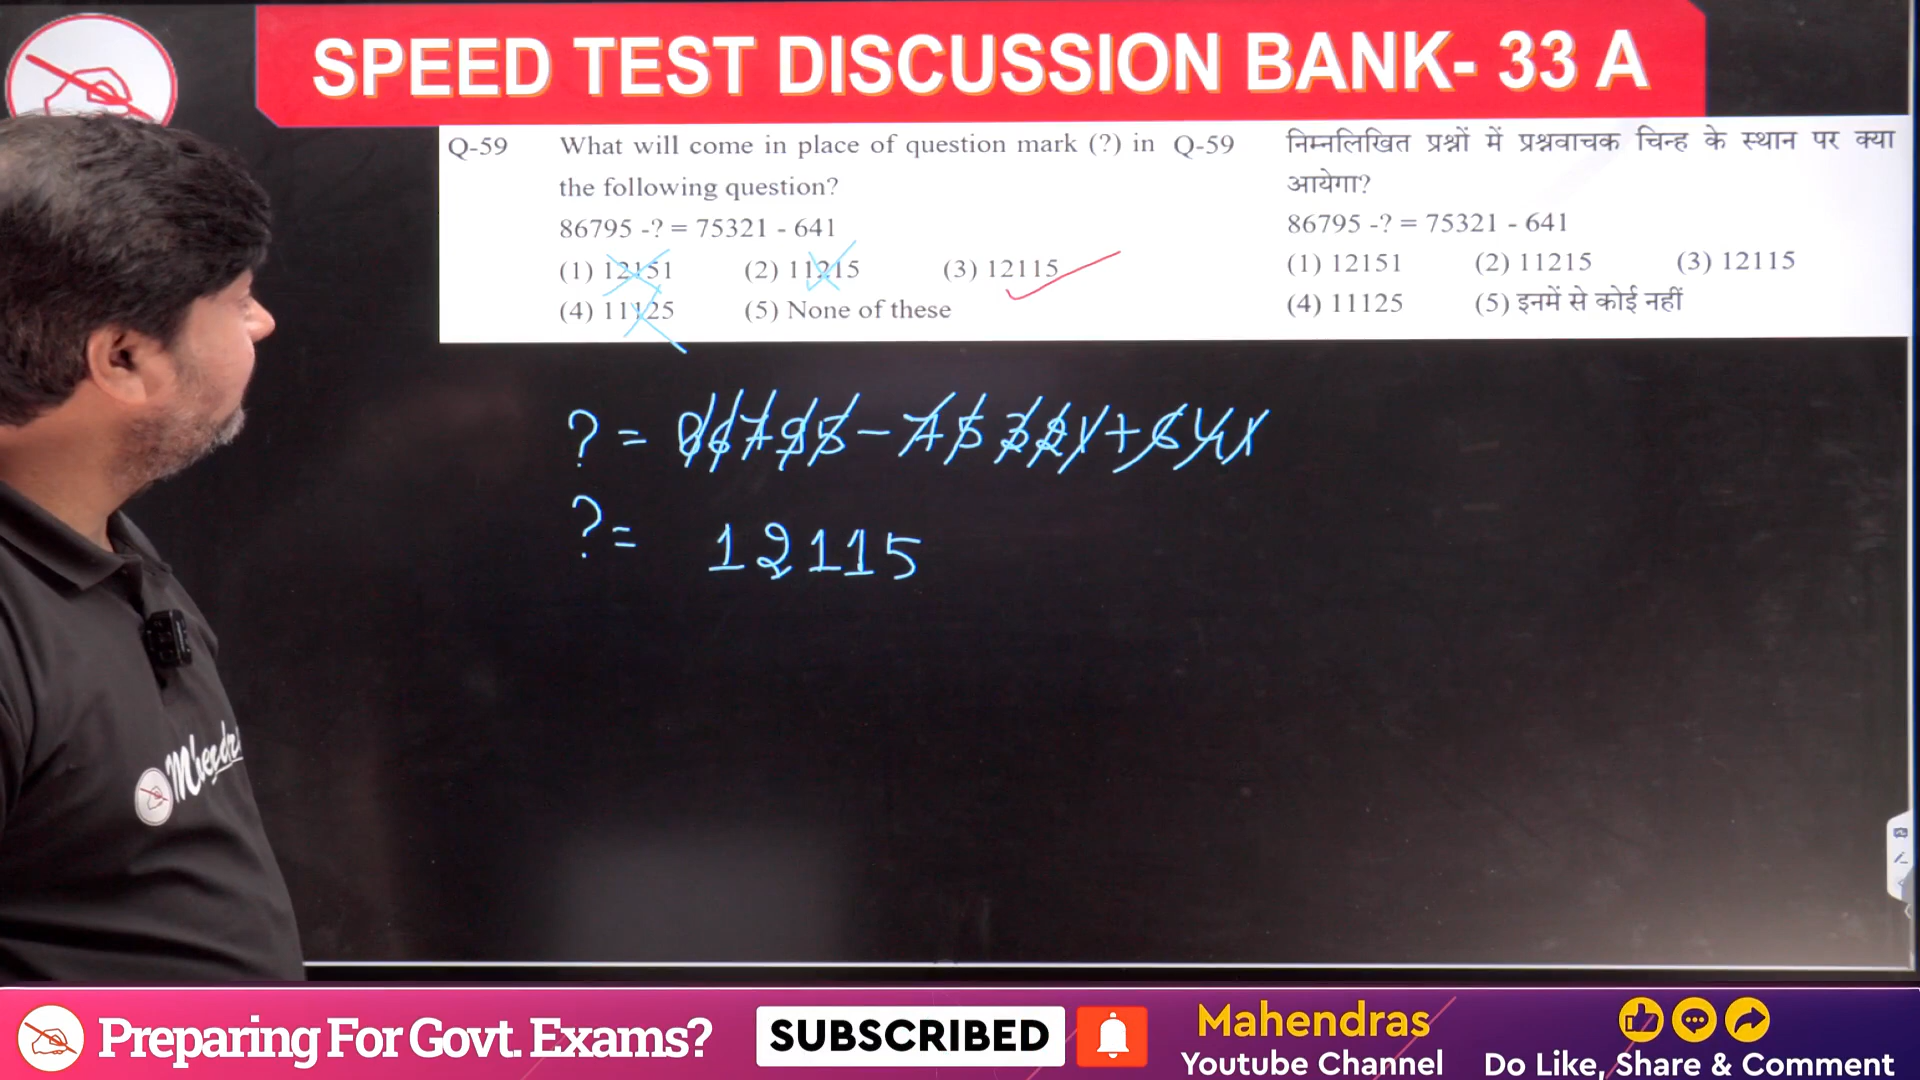 SPEED TEST DISCUSSION BANK- 33 A
Q-59 What will come in place of question mark (?) in
the following question?
86795 -? = 75321 - 641
(1) 12151 (2) 11215 (3) 12115
(4) 11125 (5) None of these
Q-59 निम्नलिखित प्रश्नों में प्रश्नवाचक चिन्ह के स्थान पर क्या
आयेगा?
86795 -? = 75321 - 641
(1) 12151 (2) 11215 (3) 12115
(4) 11125 (5) इनमें से कोई नहीं
? = 86795 - 75321 + 641
? = 12115
Preparing For Govt. Exams?
SUBSCRIBED
Mahendras
Youtube Channel
Do Like, Share & Comment